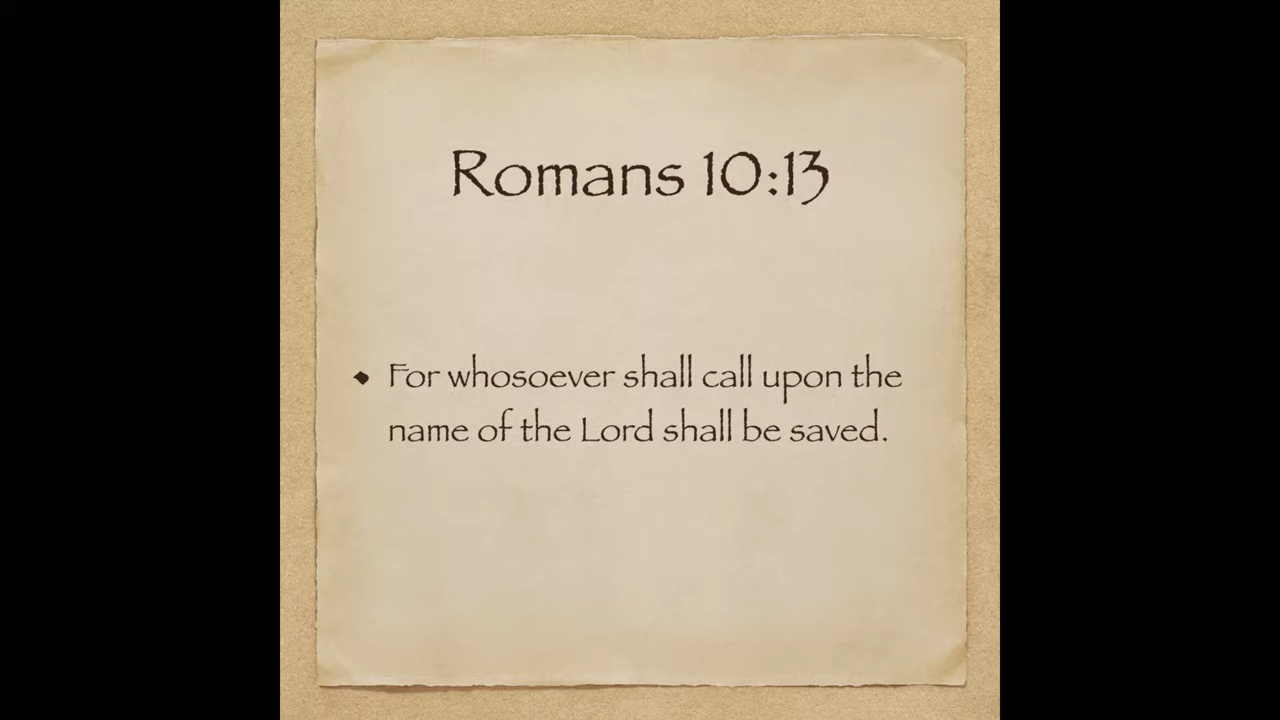 Romans 10:13
• For whosoever shall call upon the
name of the Lord shall be saved.